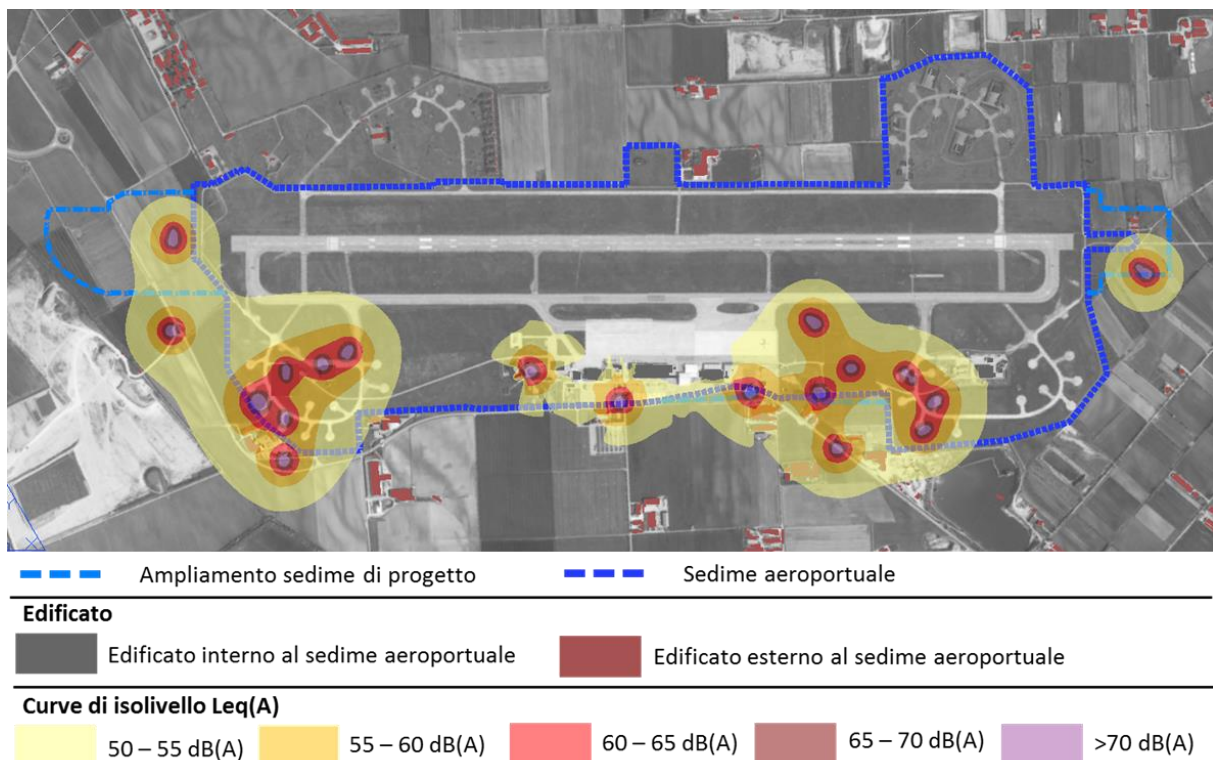 Ampliamento sedime di progetto Sedime aeroportuale
Edificato
Edificato interno al sedime aeroportuale Edificato esterno al sedime aeroportuale
Curve di isolivello Leq(A)
50 – 55 dB(A) 55 – 60 dB(A) 60 – 65 dB(A) 65 – 70 dB(A) >70 dB(A)